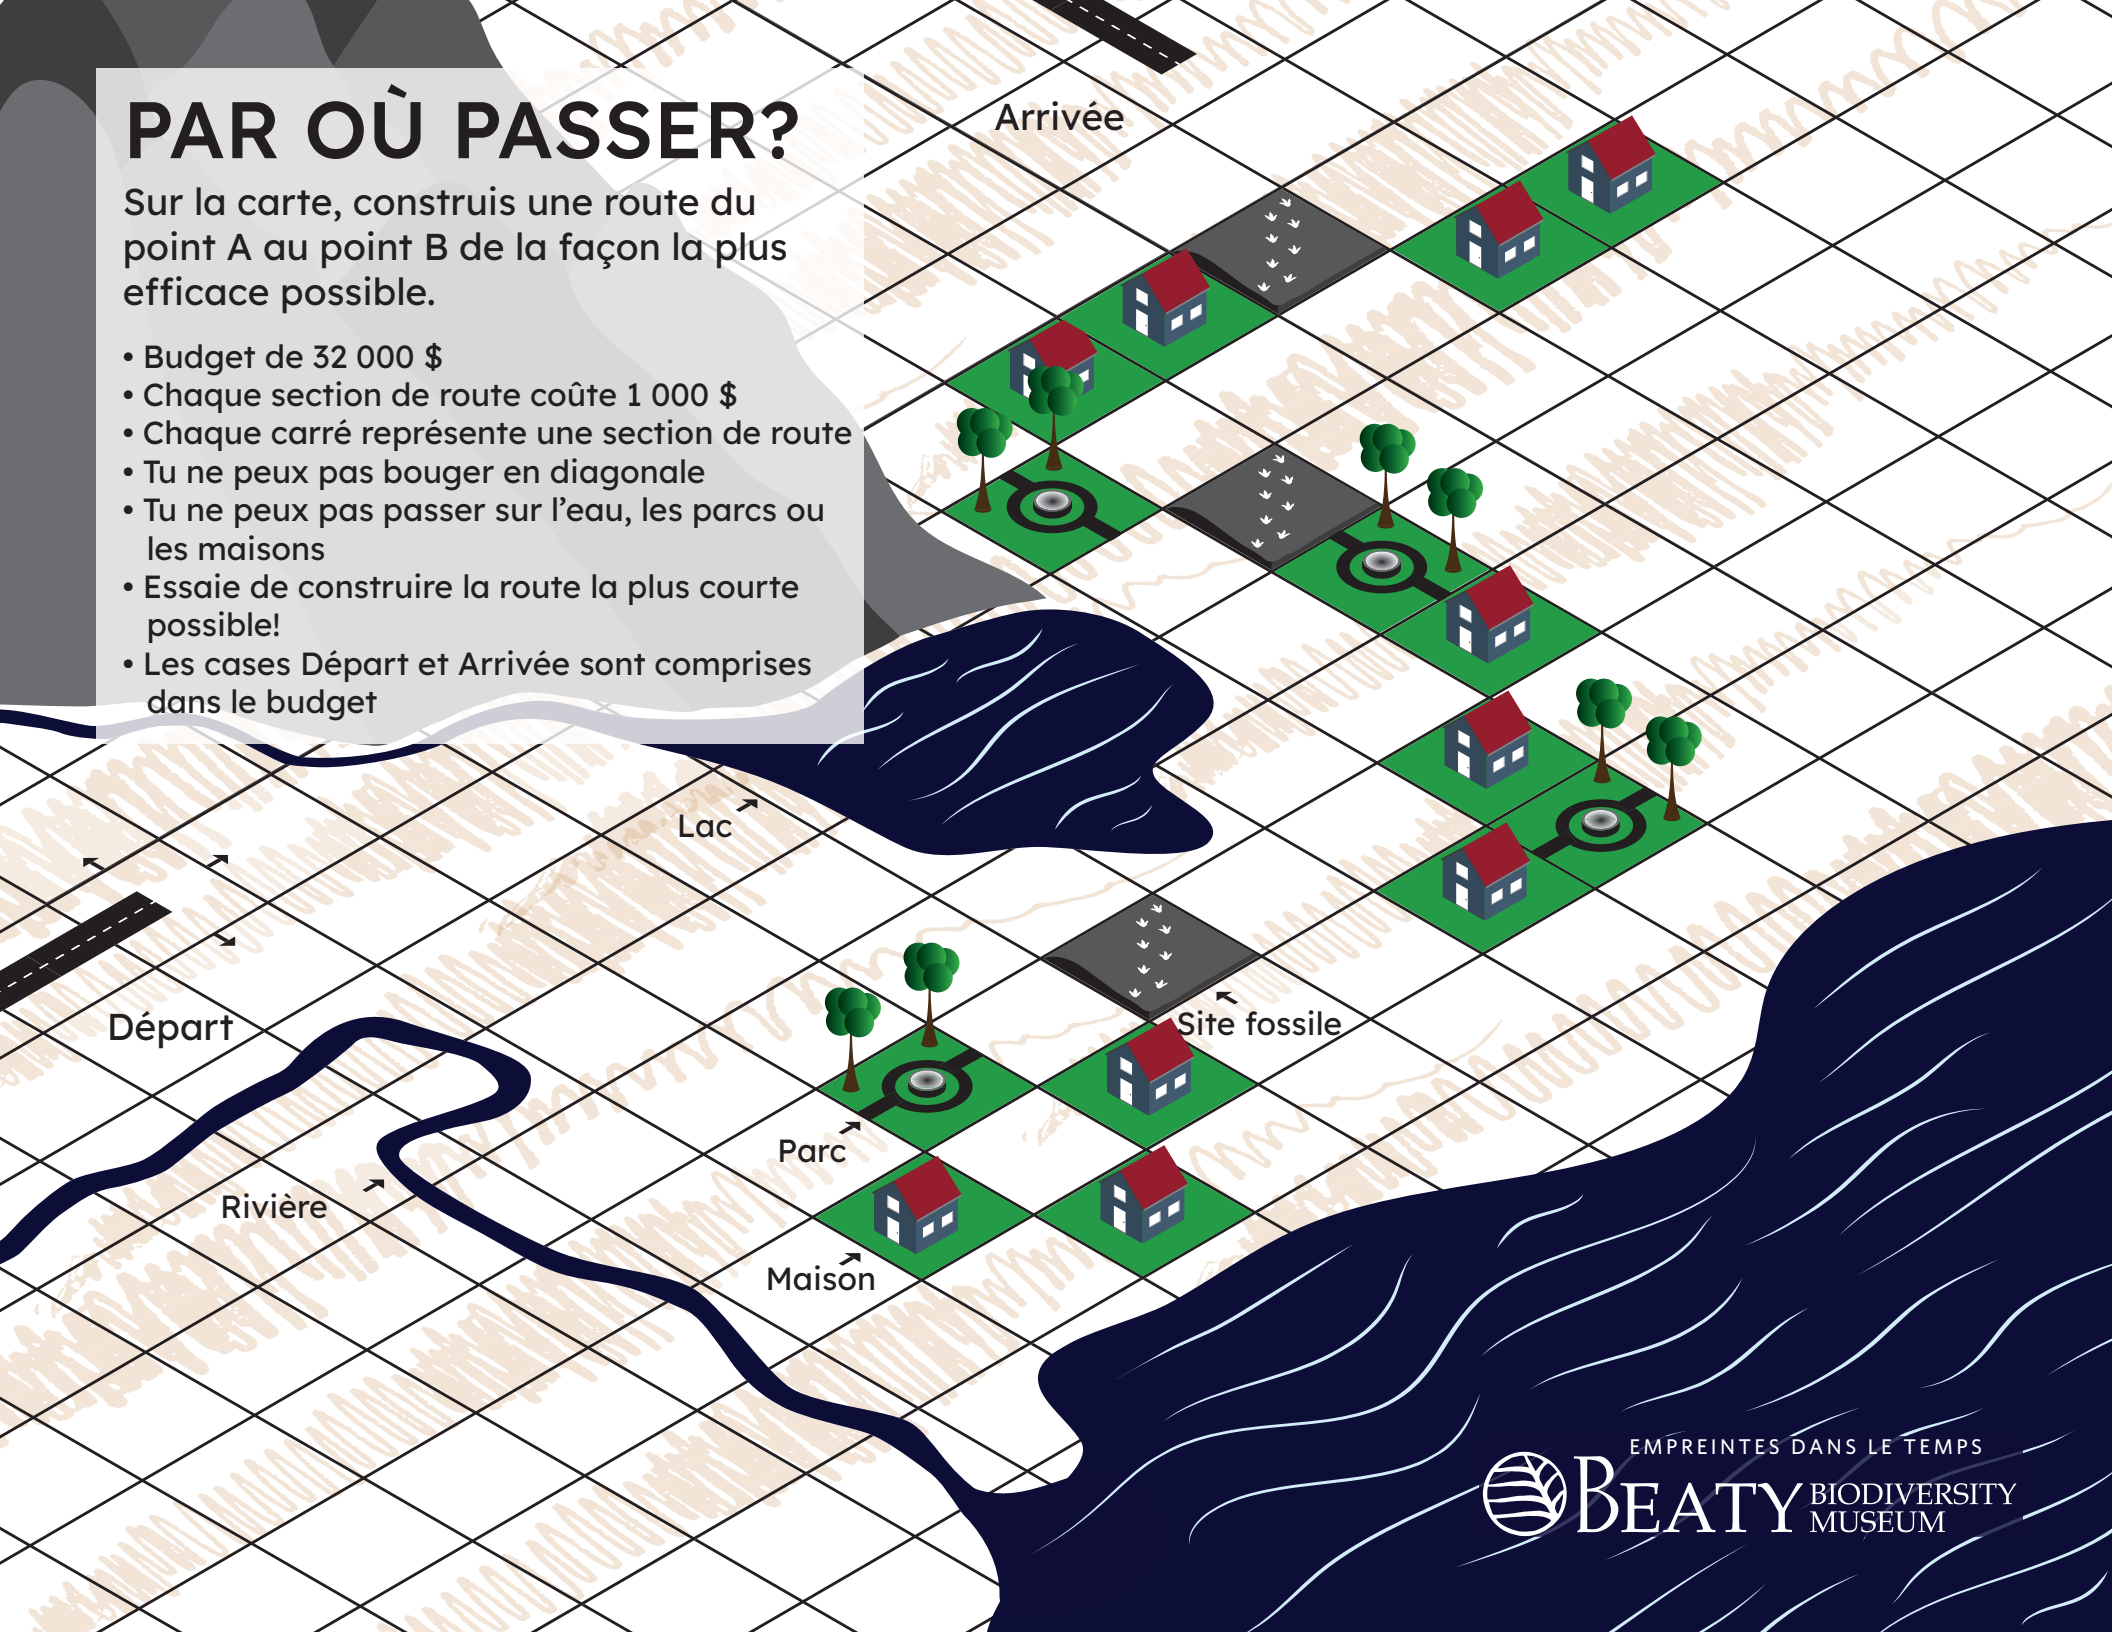 PAR OÙ PASSER?
Sur la carte, construis une route du
point A au point B de la façon la plus
efficace possible.
• Budget de 32 000 $
• Chaque section de route coûte 1 000 $
• Chaque carré représente une section de route
• Tu ne peux pas bouger en diagonale
• Tu ne peux pas passer sur l'eau, les parcs ou
les maisons
• Essaie de construire la route la plus courte
possible!
• Les cases Départ et Arrivée sont comprises
dans le budget
Arrivée
Lac
Départ
Site fossile
Parc
Rivière
Maison
EMPREINTES DANS LE TEMPS
BEATY BIODIVERSITY
MUSEUM